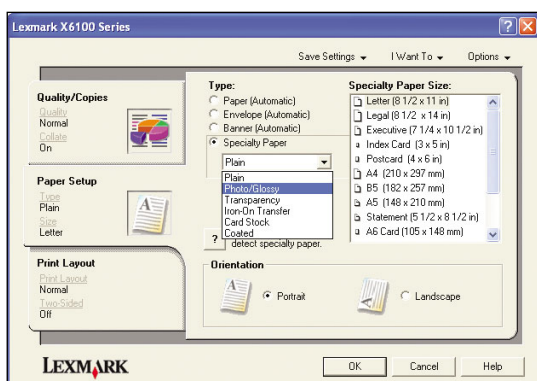 Lexmark X6100 Series
Save Settings
I Want To
Options
Quality/Copies
Quality
Normal
Collate
On
Paper Setup
Type
Plain
Size
Letter
Print Layout
Print Layout
Normal
Two-Sided
Off
Type:
Paper (Automatic)
Envelope (Automatic)
Banner (Automatic)
Specialty Paper
Plain
Plain
Photo/Glossy
Transparency
Iron-On Transfer
Card Stock
Coated
?
detect specialty paper.
Specialty Paper Size:
Letter (8 1/2 x 11 in)
Legal (8 1/2 x 14 in)
Executive (7 1/4 x 10 1/2 in)
Index Card (3 x 5 in)
Postcard (4 x 6 in)
A4 (210 x 297 mm)
B5 (182 x 257 mm)
A5 (148 x 210 mm)
Statement (5 1/2 x 8 1/2 in)
A6 Card (105 x 148 mm)
Orientation
A
Portrait
A
Landscape
LEXMARK
OK
Cancel
Help